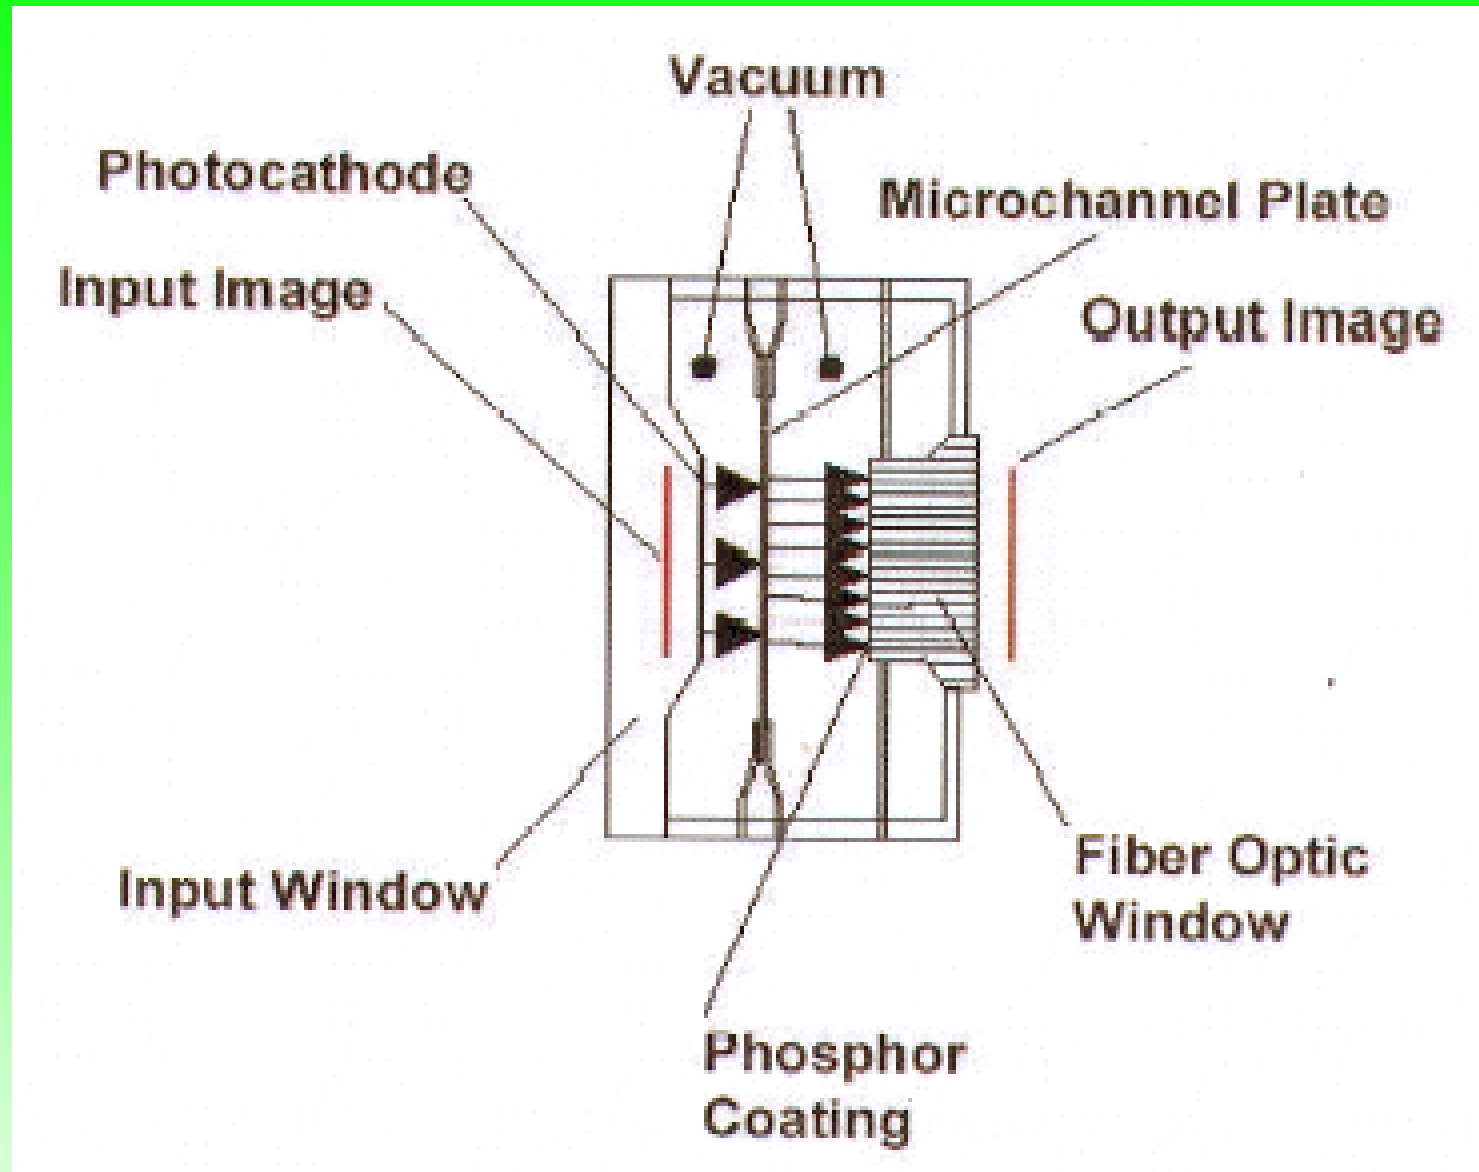 Vacuum
Photocathode
Microchannel Plate
Input Image
Output Image
Input Window
Fiber Optic
Window
Phosphor
Coating